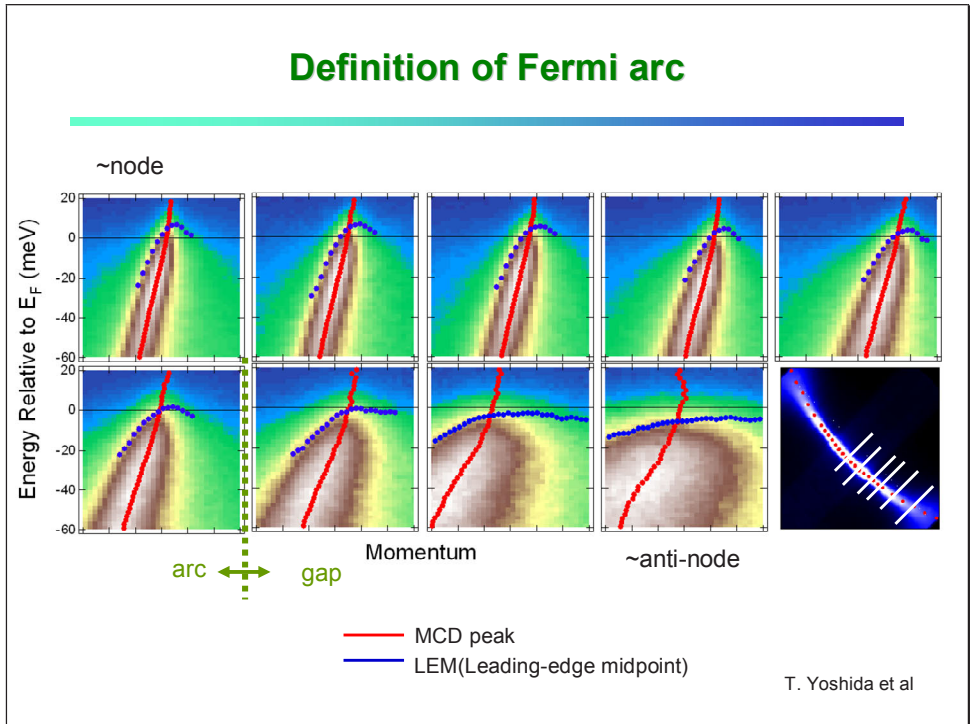 Definition of Fermi arc
~node
Energy Relative to E_F (meV)
20
0
-20
-40
-60
20
0
-20
-40
-60
Momentum
~anti-node
arc
gap
MCD peak
LEM(Leading-edge midpoint)
T. Yoshida et al